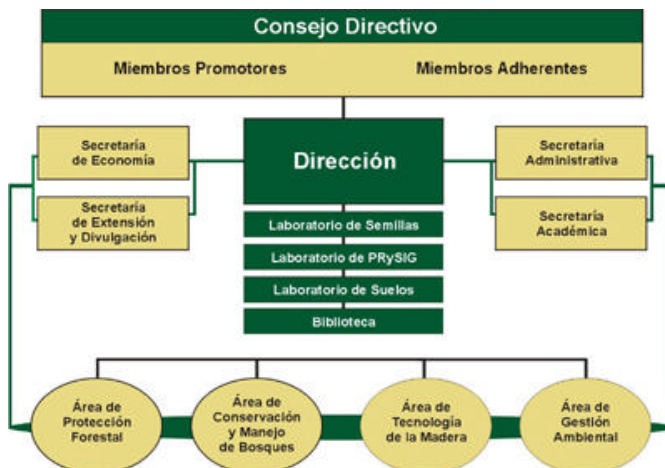 Consejo Directivo
Miembros Promotores
Miembros Adherentes
Secretaría
de Economía
Secretaría
de Extensión
y Divulgación
Dirección
Secretaría
Administrativa
Secretaría
Académica
Laboratorio de Semillas
Laboratorio de PRySIG
Laboratorio de Suelos
Biblioteca
Área de
Protección
Forestal
Área de
Conservación
y Manejo
de Bosques
Área de
Tecnología
de la Madera
Área de
Gestión
Ambiental